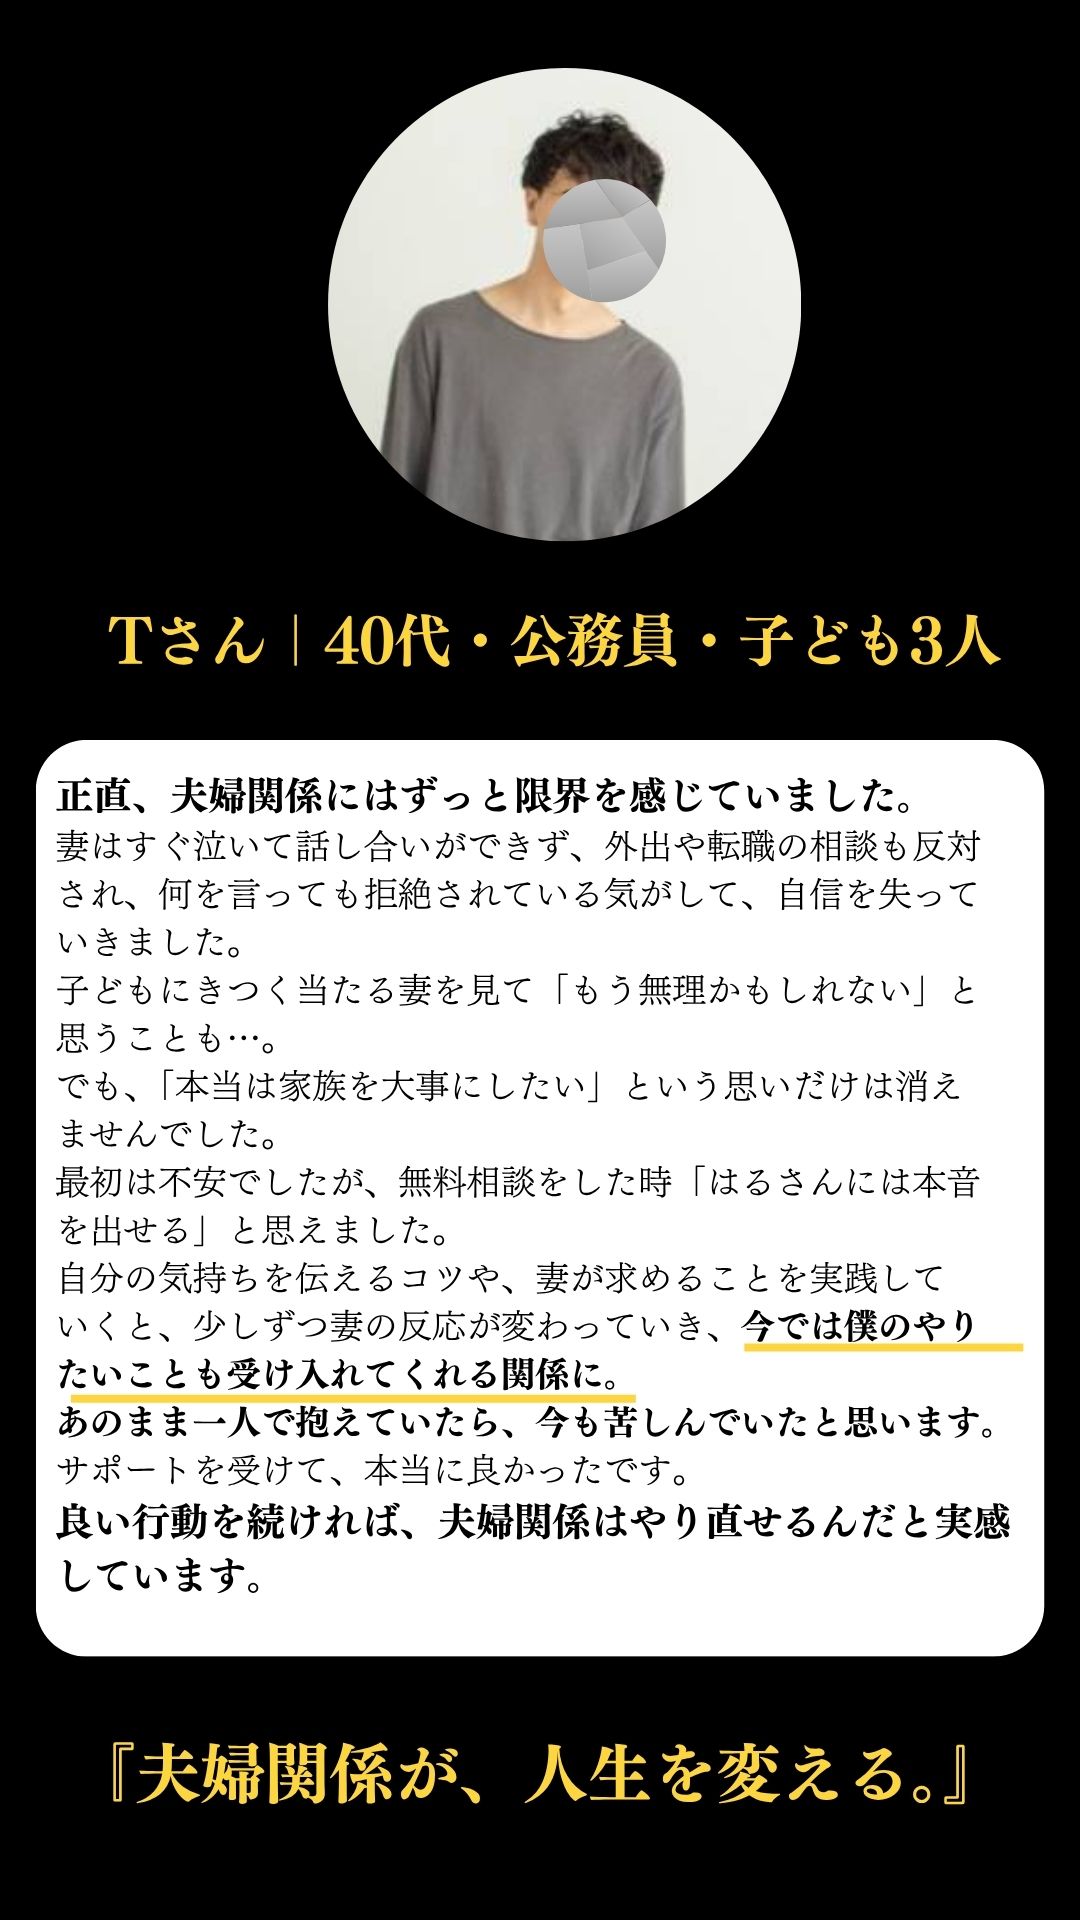 Tさん｜40代・公務員・子ども3人
正直、夫婦関係にはずっと限界を感じていました。
妻はすぐ泣いて話し合いができず、外出や転職の相談も反対
され、何を言っても拒絶されている気がして、自信を失って
いきました。
子どもにきつく当たる妻を見て「もう無理かもしれない」と
思うことも…。
でも、「本当は家族を大事にしたい」という思いだけは消え
ませんでした。
最初は不安でしたが、無料相談をした時「はるさんには本音
を出せる」と思えました。
自分の気持ちを伝えるコツや、妻が求めることを実践して
いくと、少しずつ妻の反応が変わっていき、今では僕のやり
たいことも受け入れてくれる関係に。
あのまま一人で抱えていたら、今も苦しんでいたと思います。
サポートを受けて、本当に良かったです。
良い行動を続ければ、夫婦関係はやり直せるんだと実感
しています。
『夫婦関係が、人生を変える。』